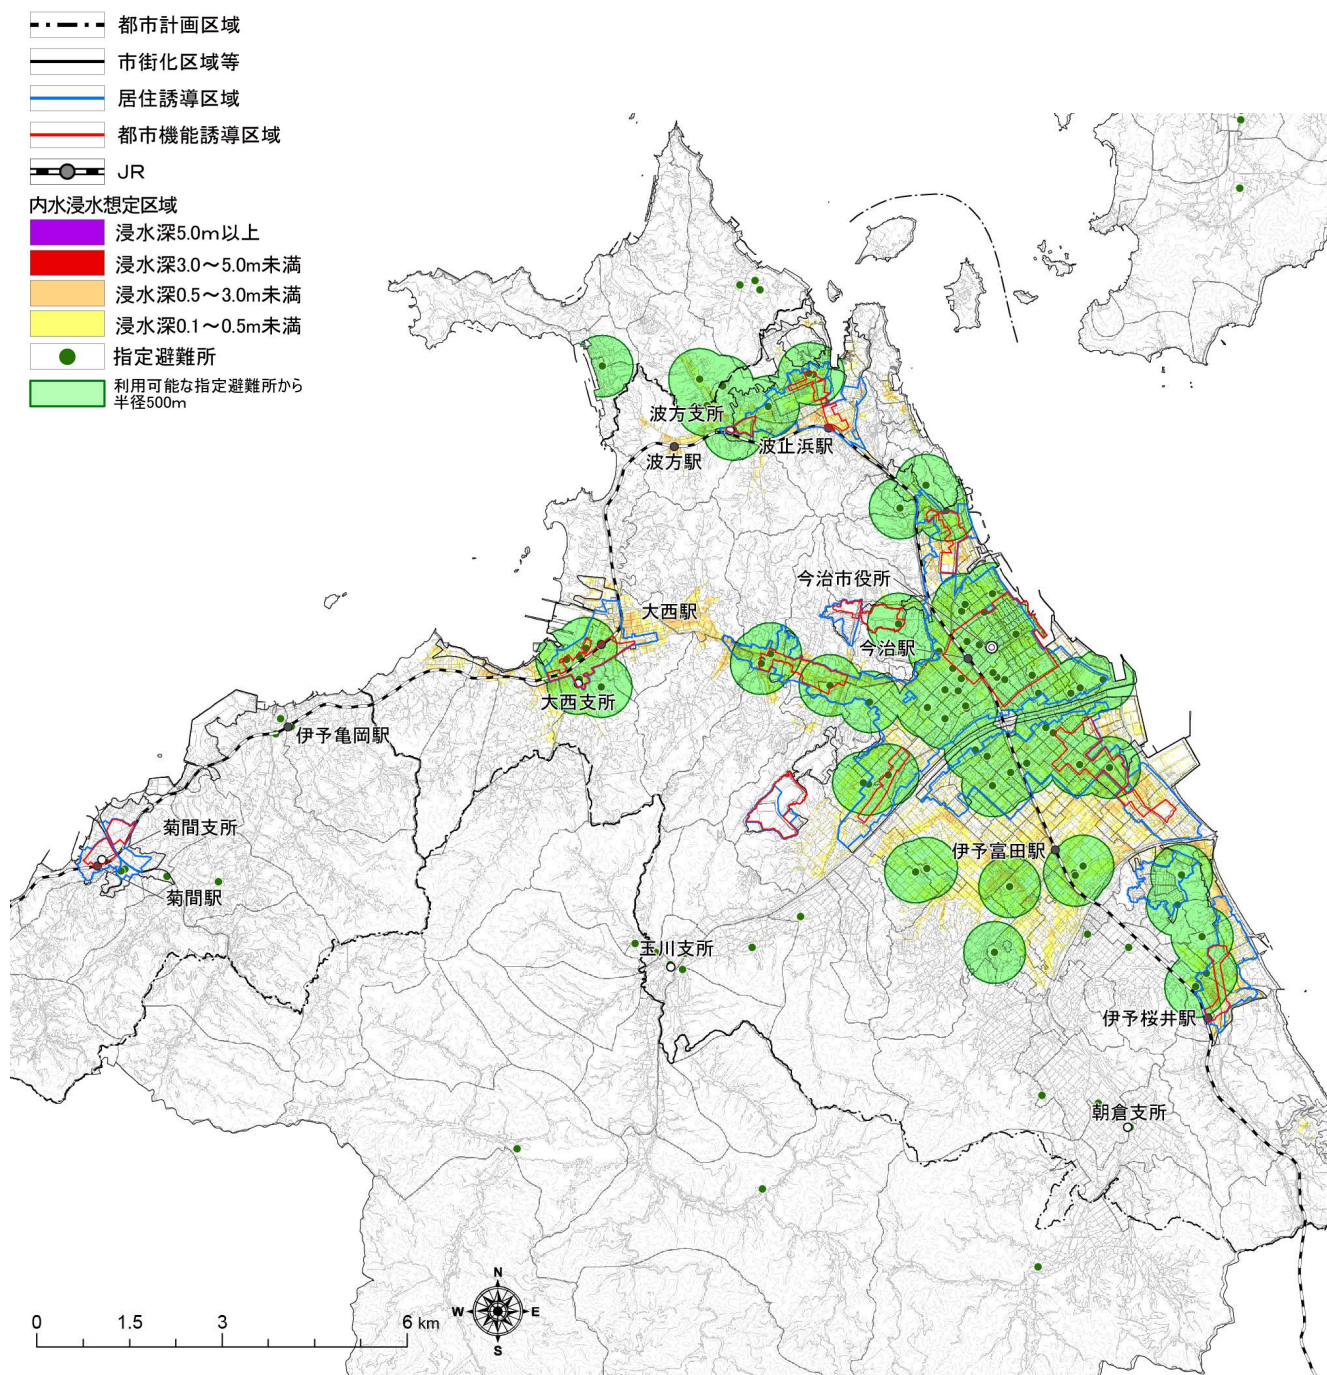 都市計画区域
市街化区域等
居住誘導区域
都市機能誘導区域
JR
内水浸水想定区域
浸水深5.0m以上
浸水深3.0～5.0m未満
浸水深0.5～3.0m未満
浸水深0.1～0.5m未満
指定避難所
利用可能な指定避難所から
半径500m
波方支所
波止浜駅
波方駅
今治市役所
大西駅
今治駅
大西支所
伊予亀岡駅
菊間支所
伊予富田駅
菊間駅
玉川支所
伊予桜井駅
朝倉支所
N
W
E
S
0
1.5
3
6 km